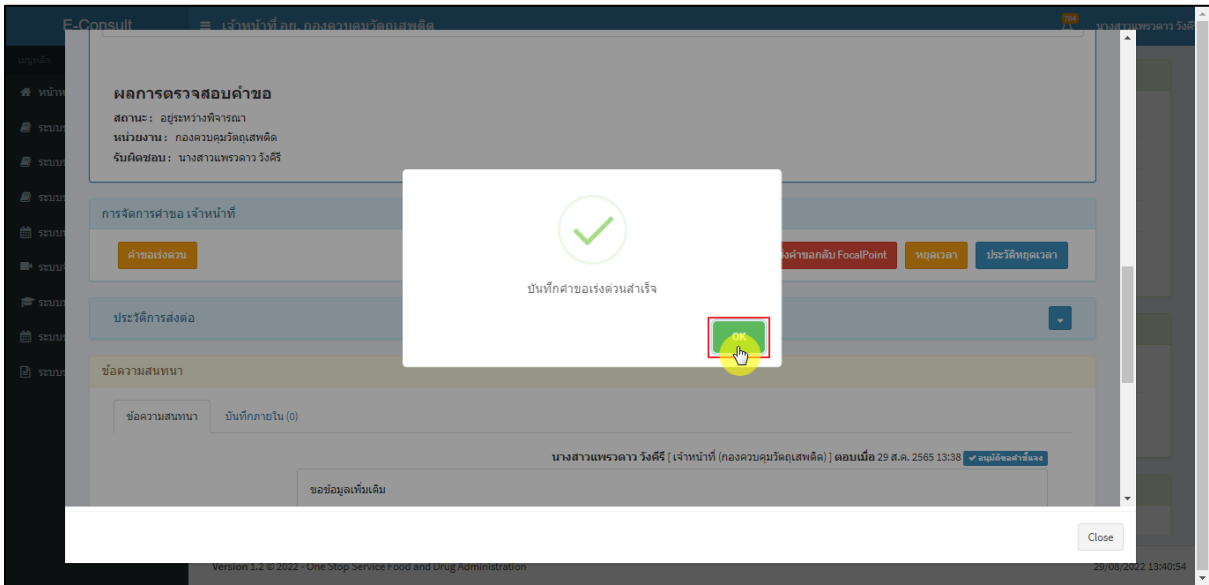 E-Consult
≡ เจ้าหน้าที่ อย. กองควบคุมวัตถุเสพติด
784
นางสาวแพรวดาว วังคีรี
เมนูหลัก
ผลการตรวจสอบคำขอ
สถานะ : อยู่ระหว่างพิจารณา
หน่วยงาน : กองควบคุมวัตถุเสพติด
รับผิดชอบ : นางสาวแพรวดาว วังคีรี
การจัดการคำขอ เจ้าหน้าที่
คำขอเร่งด่วน
ส่งคำขอกลับ FocalPoint
หยุดเวลา
ประวัติหยุดเวลา
บันทึกคำขอเร่งด่วนสำเร็จ
OK
ประวัติการส่งต่อ
ข้อความสนทนา
ข้อความสนทนา
บันทึกภายใน (0)
นางสาวแพรวดาว วังคีรี [ เจ้าหน้าที่ (กองควบคุมวัตถุเสพติด) ] ตอบเมื่อ 29 ส.ค. 2565 13:38 อนุมัติขอคำชี้แจง
ขอข้อมูลเพิ่มเติม
Close
Version 1.2 © 2022 - One Stop Service Food and Drug Administration
29/08/2022 13:40:54